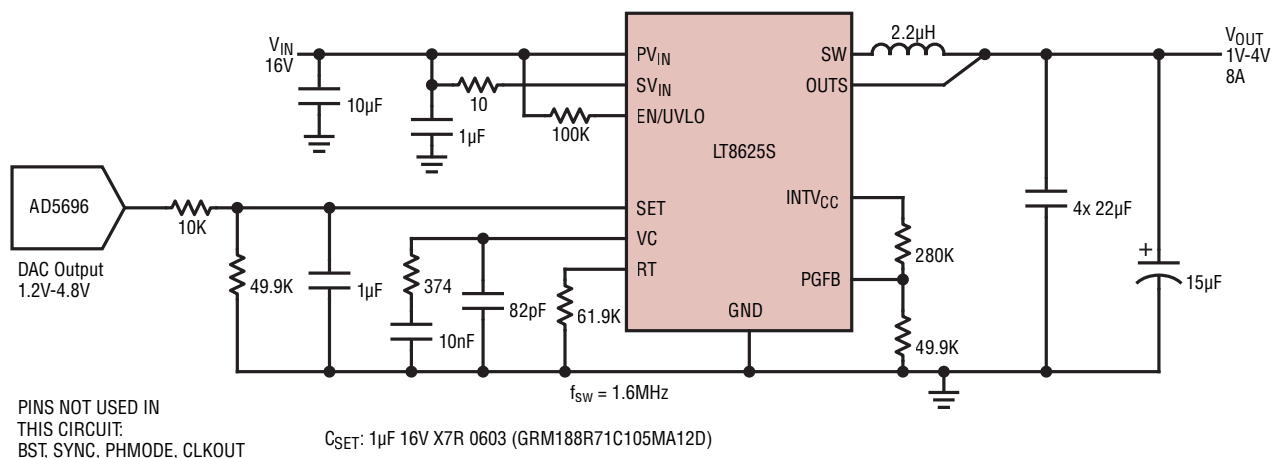 V_IN
16V
10µF
1µF
10
100K
PV_IN
SV_IN
EN/UVLO
LT8625S
SW
OUTS
2.2µH
V_OUT
1V-4V
8A
AD5696
DAC Output
1.2V-4.8V
10K
49.9K
1µF
SET
VC
RT
374
10nF
82pF
61.9K
GND
INTV_CC
PGFB
280K
49.9K
4x 22µF
+
15µF
f_SW = 1.6MHz
PINS NOT USED IN
THIS CIRCUIT:
BST, SYNC, PHMODE, CLKOUT
C_SET: 1µF 16V X7R 0603 (GRM188R71C105MA12D)